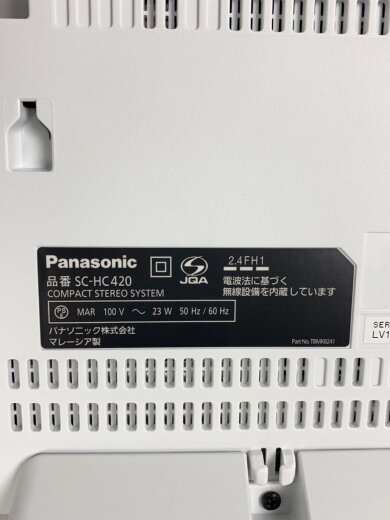 Panasonic
品番 SC-HC420
COMPACT STEREO SYSTEM
JQA
2.4FH1
電波法に基づく
無線設備を内蔵しています
PS E MAR 100 V ～ 23 W 50 Hz / 60 Hz
パナソニック株式会社
マレーシア製
Part No.TBMK8241
SER
LV1